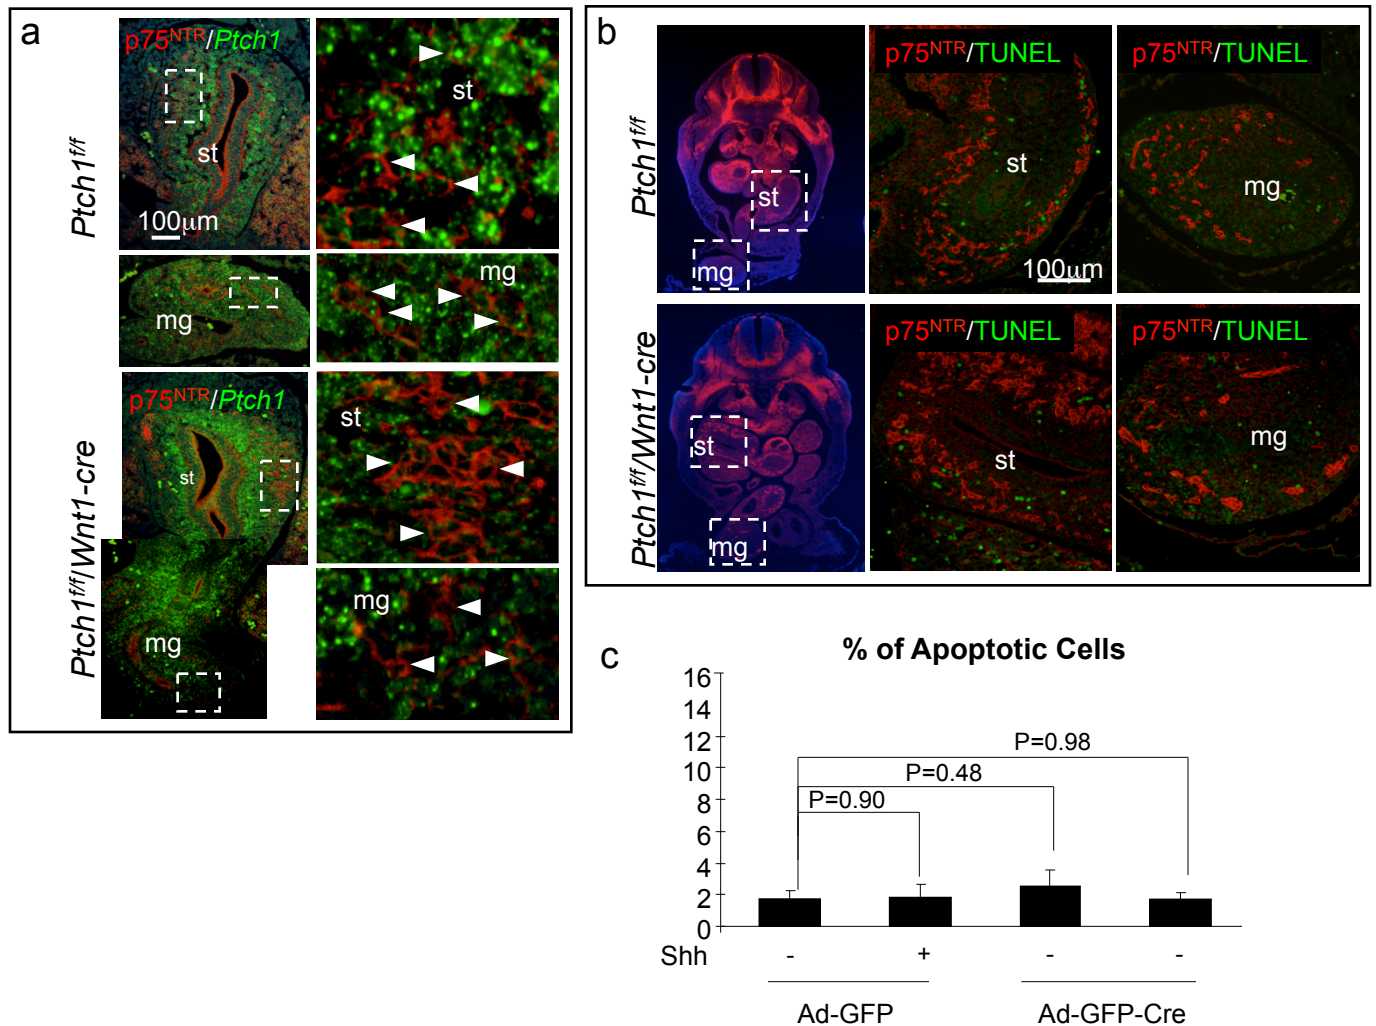 a
p75NTR/Ptch1
st
Ptch1f/f
st
100μm
mg
mg
p75NTR/Ptch1
st
st
Ptch1f/f/Wnt1-cre
mg
mg
b
p75NTR/TUNEL
p75NTR/TUNEL
Ptch1f/f
st
st
mg
mg
100μm
p75NTR/TUNEL
p75NTR/TUNEL
Ptch1f/f/Wnt1-cre
st
st
mg
mg
c
% of Apoptotic Cells
16
14
12
10
8
6
4
2
0
P=0.98
P=0.48
P=0.90
Shh - + - -
Ad-GFP Ad-GFP-Cre